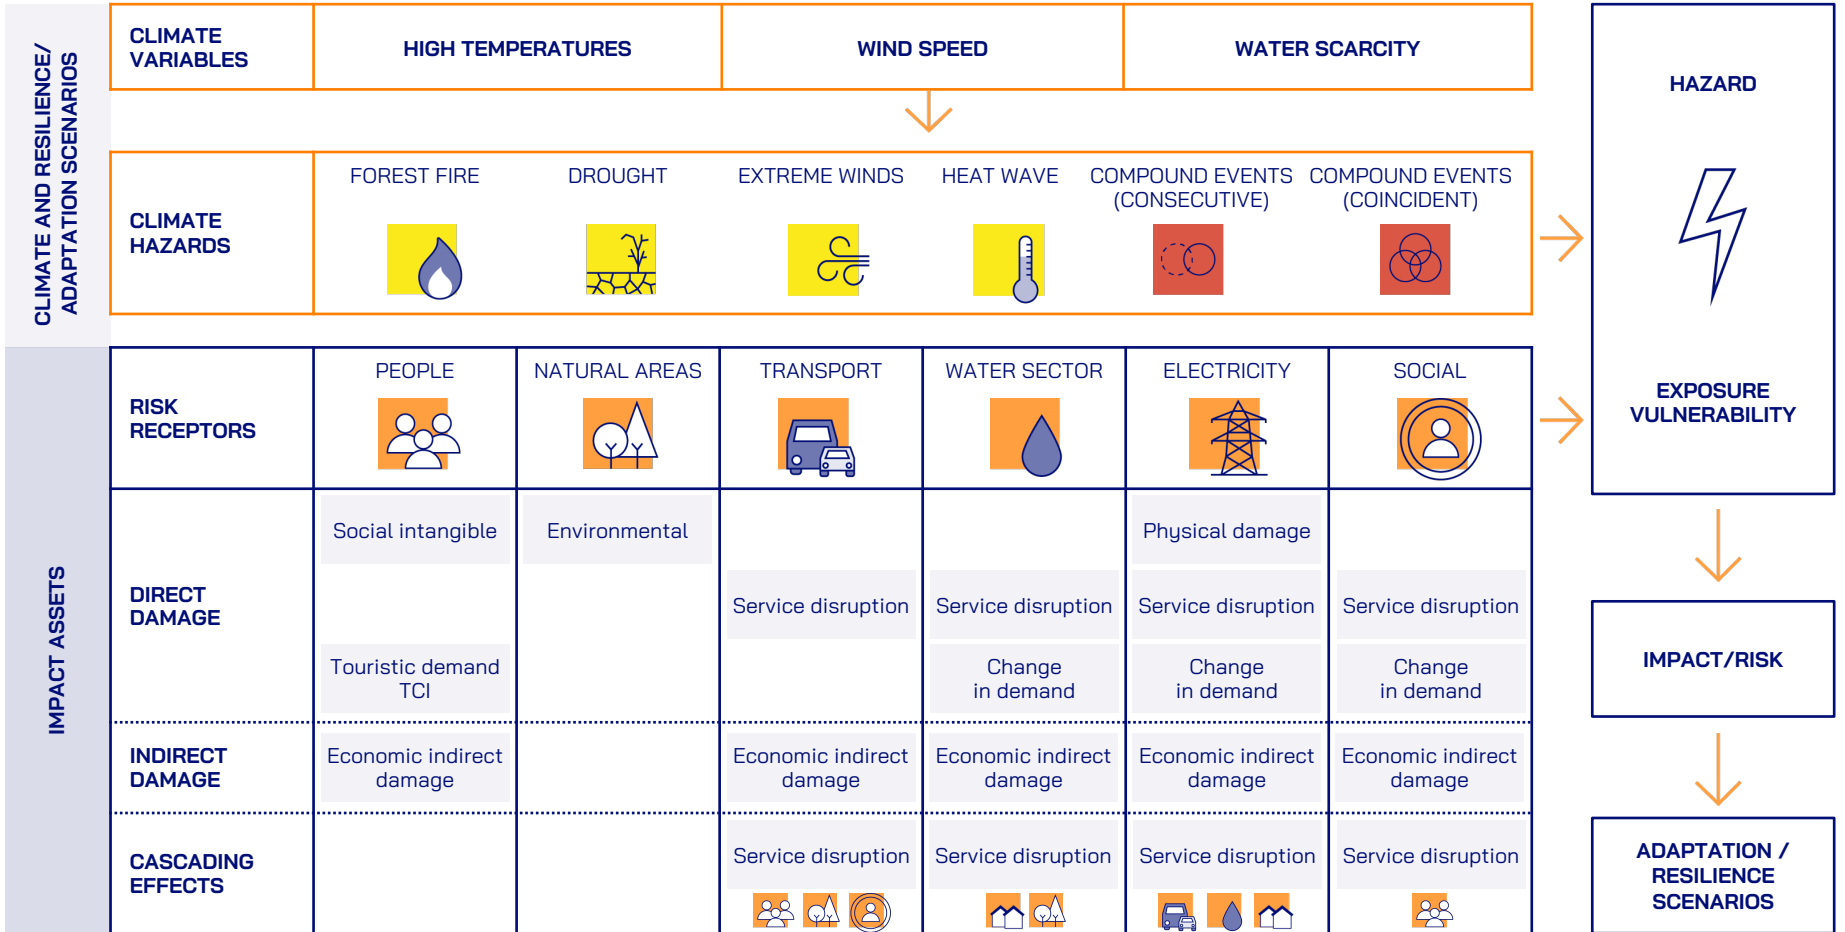 CLIMATE AND RESILIENCE/
ADAPTATION SCENARIOS
CLIMATE
VARIABLES
HIGH TEMPERATURES
WIND SPEED
WATER SCARCITY
CLIMATE
HAZARDS
FOREST FIRE
DROUGHT
EXTREME WINDS
HEAT WAVE
COMPOUND EVENTS
(CONSECUTIVE)
COMPOUND EVENTS
(COINCIDENT)
HAZARD
EXPOSURE
VULNERABILITY
IMPACT ASSETS
RISK
RECEPTORS
PEOPLE
NATURAL AREAS
TRANSPORT
WATER SECTOR
ELECTRICITY
SOCIAL
DIRECT
DAMAGE
Social intangible
Environmental
Physical damage
Service disruption
Service disruption
Service disruption
Service disruption
Touristic demand
TCI
Change
in demand
Change
in demand
Change
in demand
INDIRECT
DAMAGE
Economic indirect
damage
Economic indirect
damage
Economic indirect
damage
Economic indirect
damage
Economic indirect
damage
CASCADING
EFFECTS
Service disruption
Service disruption
Service disruption
Service disruption
IMPACT/RISK
ADAPTATION /
RESILIENCE
SCENARIOS